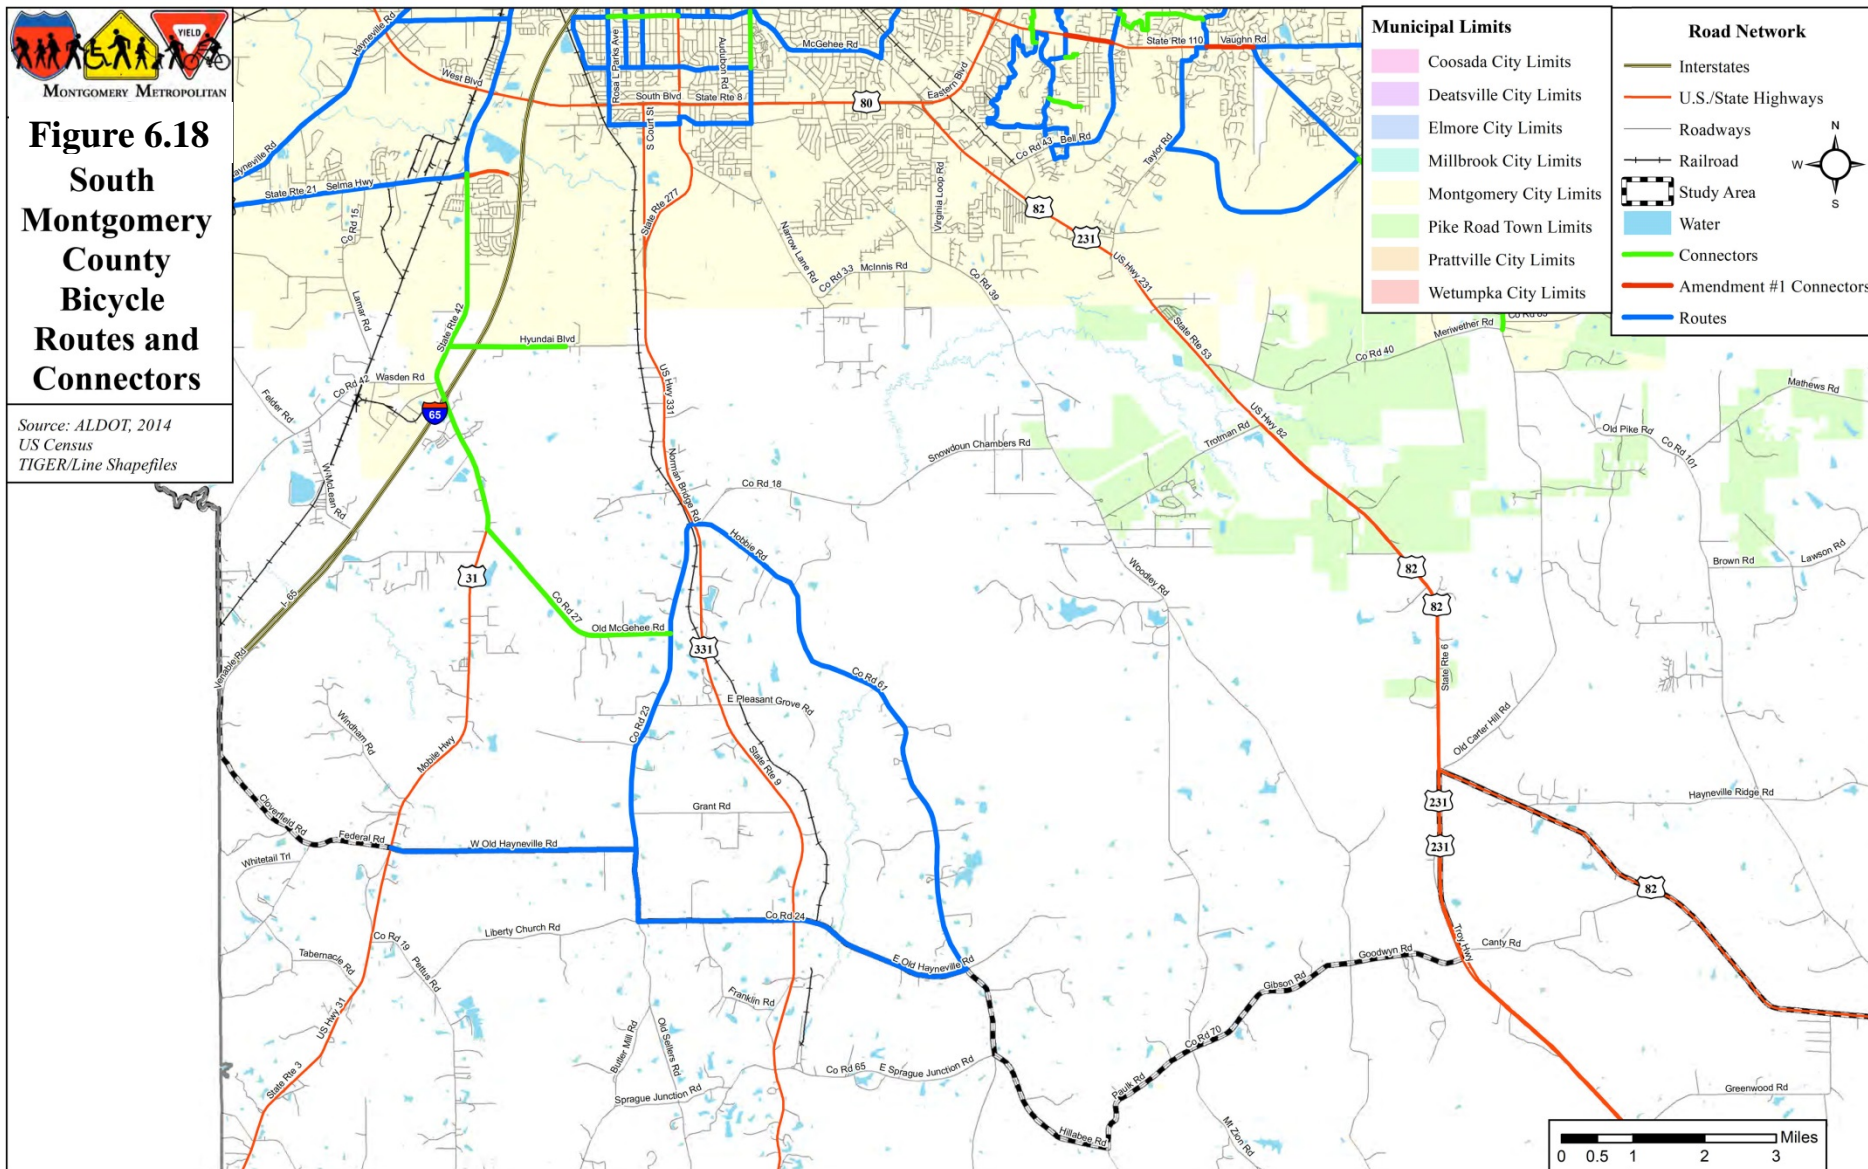 YIELD
MONTGOMERY METROPOLITAN
Figure 6.18
South
Montgomery
County
Bicycle
Routes and
Connectors
Source: ALDOT, 2014
US Census
TIGER/Line Shapefiles
Municipal Limits
Coosada City Limits
Deatsville City Limits
Elmore City Limits
Millbrook City Limits
Montgomery City Limits
Pike Road Town Limits
Prattville City Limits
Wetumpka City Limits
Road Network
Interstates
U.S./State Highways
Roadways
Railroad
Study Area
Water
Connectors
Amendment #1 Connectors
Routes
N
W
E
S
Hayneville Rd
West Blvd
Rosa L Parks Ave
Audubon Rd
McGehee Rd
State Rte 110
Vaughn Rd
South Blvd
State Rte 8
80
Eastern Blvd
S Court St
Co Rd 43
Bell Rd
Taylor Rd
ayneville Rd
State Rte 21
Selma Hwy
Co Rd 15
State Rte 277
Virginia Loop Rd
82
231
Narrow Lane Rd
Co Rd 33
McInnis Rd
Co Rd 39
US Hwy 231
State Rte 53
Lamar Rd
State Rte 42
Hyundai Blvd
Meriwether Rd
Co Rd 85
Co Rd 40
Wasden Rd
Co Rd 42
Felder Rd
65
US Hwy 331
US Hwy 82
Trotman Rd
Mathews Rd
Old Pike Rd
Co Rd 101
Snowdoun Chambers Rd
W McLean Rd
Norman Bridge Rd
Co Rd 18
Hobbie Rd
Woodley Rd
82
Brown Rd
Lawson Rd
31
I- 65
Co Rd 27
Old McGehee Rd
331
82
Venable Rd
Co Rd 61
State Rte 6
E Pleasant Grove Rd
Windham Rd
Co Rd 23
Mobile Hwy
State Rte 9
Old Carter Hill Rd
Cloverfield Rd
Federal Rd
Grant Rd
231
Hayneville Ridge Rd
W Old Hayneville Rd
231
Whitetail Trl
82
Co Rd 24
Liberty Church Rd
Co Rd 19
Pettus Rd
Tabernacle Rd
E Old Hayneville Rd
Troy Hwy
Canty Rd
Goodwyn Rd
Gibson Rd
Franklin Rd
US Hwy 31
Butler Mill Rd
Old Sellers Rd
Co Rd 70
Co Rd 65
E Sprague Junction Rd
State Rte 3
Sprague Junction Rd
Paulk Rd
Greenwood Rd
Hillabee Rd
Mt Zion Rd
Miles
0 0.5 1 2 3